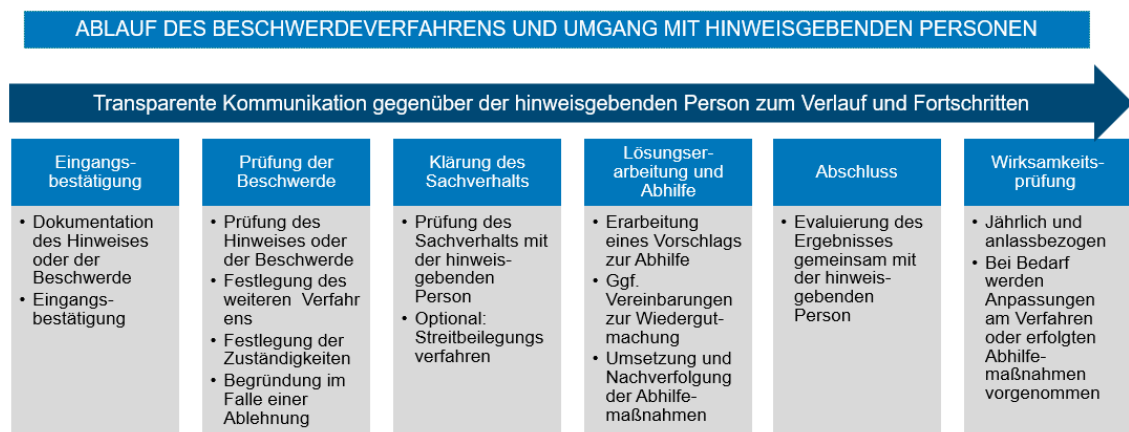 ABLAUF DES BESCHWERDEVERFAHRENS UND UMGANG MIT HINWEISGEBENDEN PERSONEN
Transparente Kommunikation gegenüber der hinweisgebenden Person zum Verlauf und Fortschritten
Eingangs-
bestätigung
• Dokumentation
des Hinweises
oder der
Beschwerde
• Eingangs-
bestätigung
Prüfung der
Beschwerde
• Prüfung des
Hinweises oder
der Beschwerde
• Festlegung des
weiteren Verfahr
ens
• Festlegung der
Zuständigkeiten
• Begründung im
Falle einer
Ablehnung
Klärung des
Sachverhalts
• Prüfung des
Sachverhalts mit
der hinweis-
gebenden
Person
• Optional:
Streitbeilegungs
verfahren
Lösungser-
arbeitung und
Abhilfe
• Erarbeitung
eines Vorschlags
zur Abhilfe
• Ggf.
Vereinbarungen
zur Wiedergut-
machung
• Umsetzung und
Nachverfolgung
der Abhilfe-
maßnahmen
Abschluss
• Evaluierung des
Ergebnisses
gemeinsam mit
der hinweis-
gebenden
Person
Wirksamkeits-
prüfung
• Jährlich und
anlassbezogen
• Bei Bedarf
werden
Anpassungen
am Verfahren
oder erfolgten
Abhilfe-
maßnahmen
vorgenommen